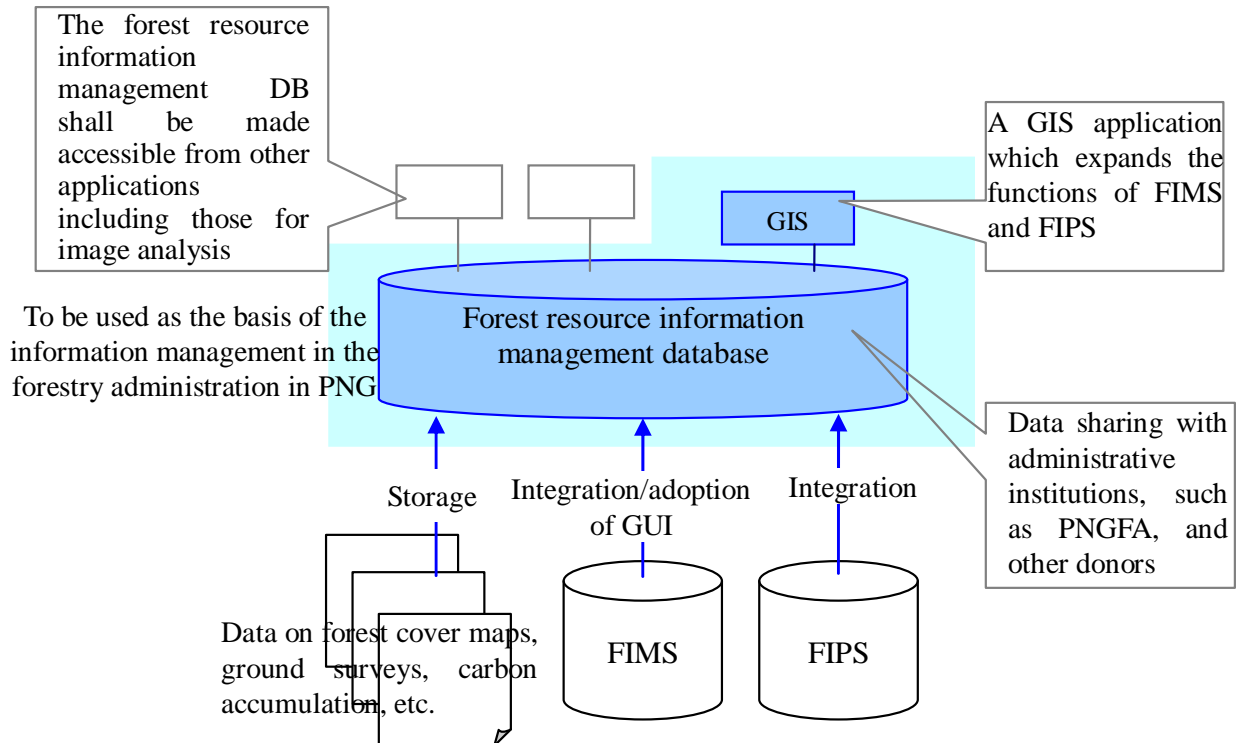 The forest resource
information
management DB
shall be made
accessible from other
applications
including those for
image analysis
A GIS application
which expands the
functions of FIMS
and FIPS
GIS
To be used as the basis of the
information management in the
forestry administration in PNG
Forest resource information
management database
Data sharing with
administrative
institutions, such
as PNGFA, and
other donors
Storage
Integration/adoption
of GUI
Integration
Data on forest cover maps,
ground surveys, carbon
accumulation, etc.
FIMS
FIPS